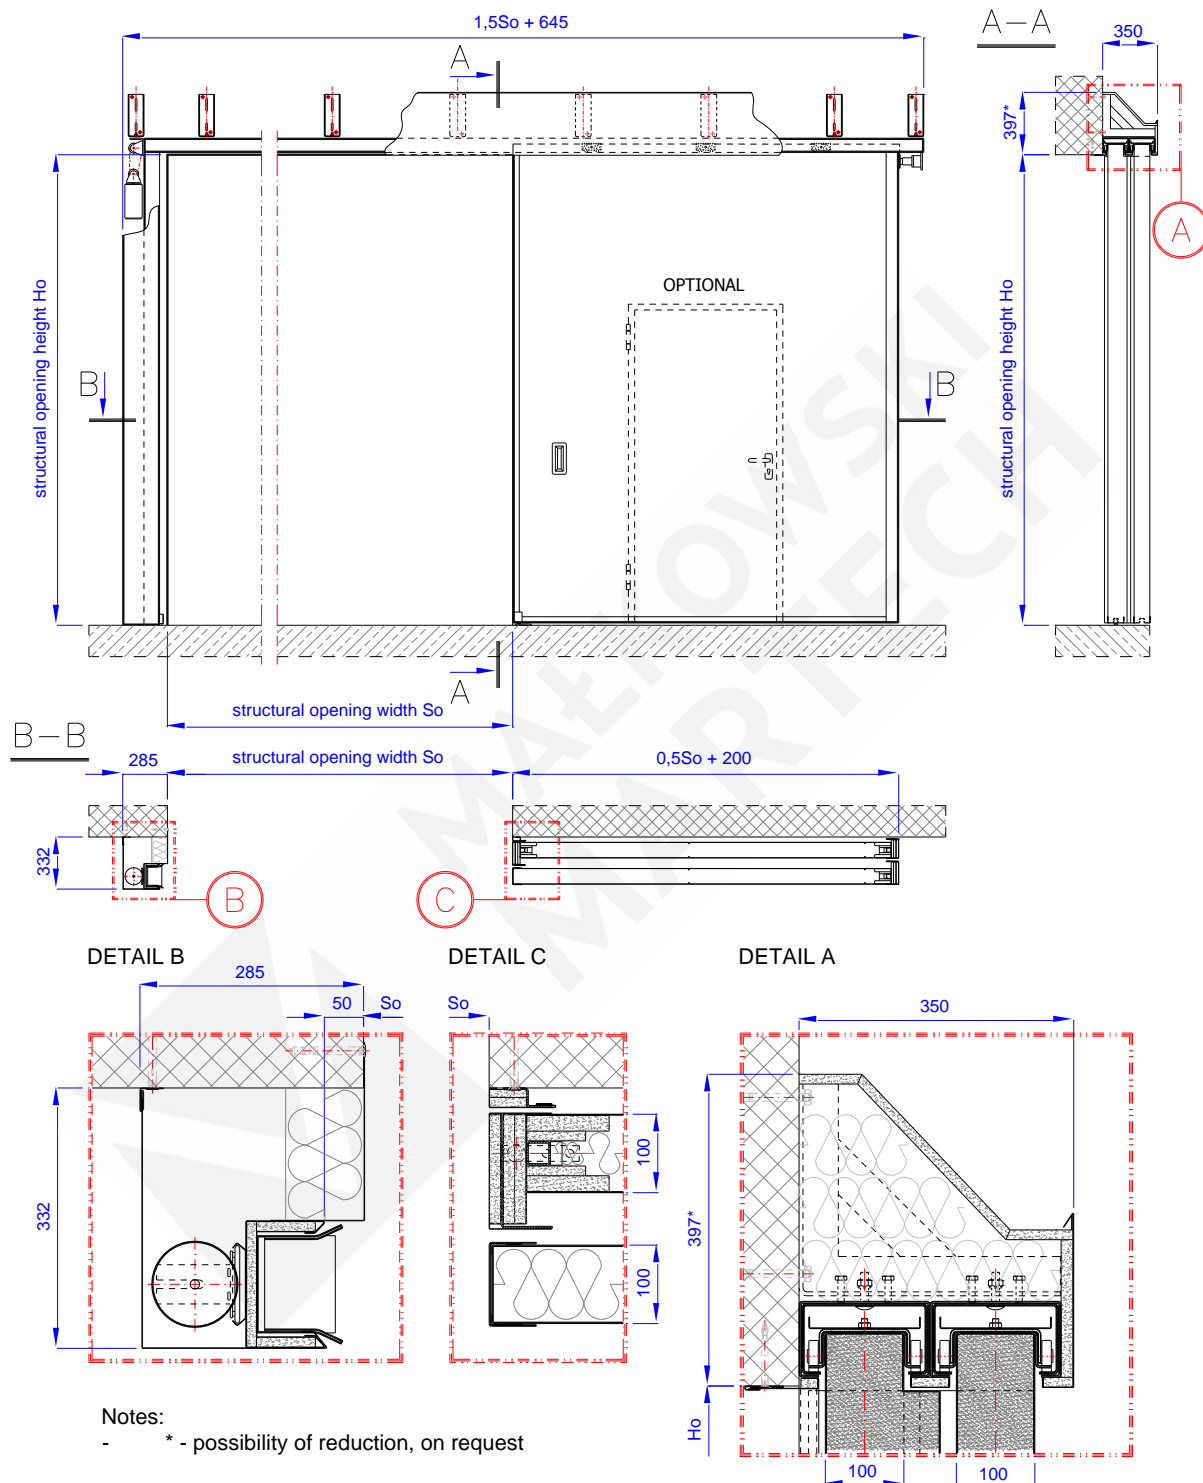 1,5So + 645
A-A
350
A
397*
A
OPTIONAL
structural opening height Ho
structural opening height Ho
B
B
A
structural opening width So
B-B
285
structural opening width So
0,5So + 200
332
B
C
MAŁKOWSKI
MARTECH
DETAIL B
DETAIL C
DETAIL A
285
50
So
So
350
332
100
100
397*
Ho
100
100
Notes:
- * - possibility of reduction, on request